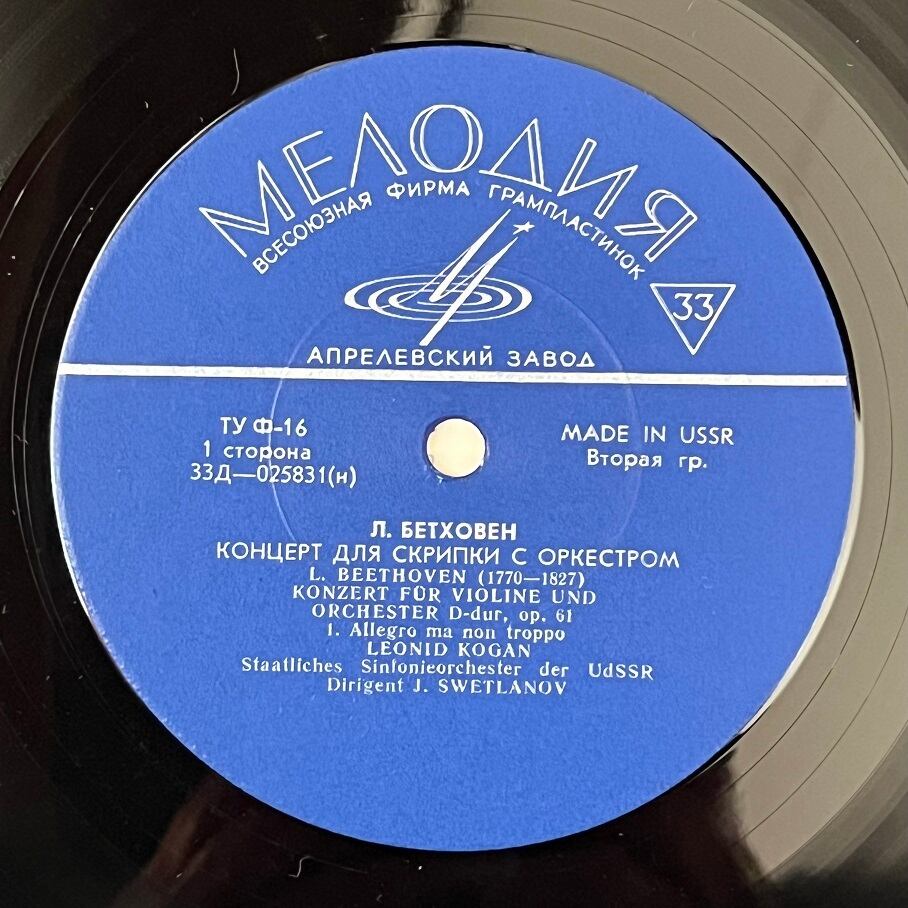 МЕЛОДИЯ
ВСЕСОЮЗНАЯ ФИРМА ГРАМПЛАСТИНОК
33
АПРЕЛЕВСКИЙ ЗАВОД
ТУ Ф-16
1 сторона
33Д—025831(н)
MADE IN USSR
Вторая гр.
Л. БЕТХОВЕН
КОНЦЕРТ ДЛЯ СКРИПКИ С ОРКЕСТРОМ
L. BEETHOVEN (1770—1827)
KONZERT FÜR VIOLINE UND
ORCHESTER D-dur, op. 61
1. Allegro ma non troppo
LEONID KOGAN
Staatliches Sinfonieorchester der UdSSR
Dirigent J. SWETLANOV